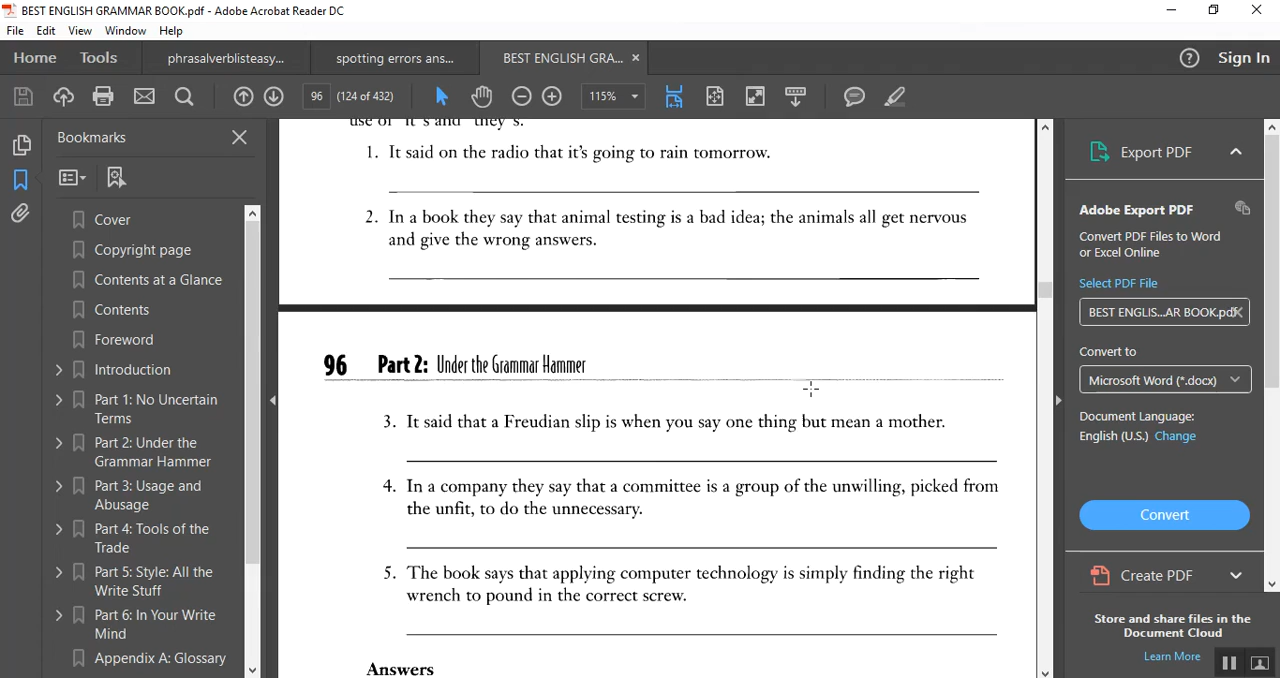 BEST ENGLISH GRAMMAR BOOK.pdf - Adobe Acrobat Reader DC
File Edit View Window Help
Home Tools phrasalverblisteasy... spotting errors ans... BEST ENGLISH GRA... × ? Sign In
96 (124 of 432) 115%
Bookmarks
Cover
Copyright page
Contents at a Glance
Contents
Foreword
Introduction
Part 1: No Uncertain
Terms
Part 2: Under the
Grammar Hammer
Part 3: Usage and
Abusage
Part 4: Tools of the
Trade
Part 5: Style: All the
Write Stuff
Part 6: In Your Write
Mind
Appendix A: Glossary
use of "it's and "they's.
1. It said on the radio that it's going to rain tomorrow.
2. In a book they say that animal testing is a bad idea; the animals all get nervous
and give the wrong answers.
96 Part 2: Under the Grammar Hammer
3. It said that a Freudian slip is when you say one thing but mean a mother.
4. In a company they say that a committee is a group of the unwilling, picked from
the unfit, to do the unnecessary.
5. The book says that applying computer technology is simply finding the right
wrench to pound in the correct screw.
Answers
Export PDF
Adobe Export PDF
Convert PDF Files to Word
or Excel Online
Select PDF File
BEST ENGLIS...AR BOOK.pdf
Convert to
Microsoft Word (*.docx)
Document Language:
English (U.S.) Change
Convert
Create PDF
Store and share files in the
Document Cloud
Learn More